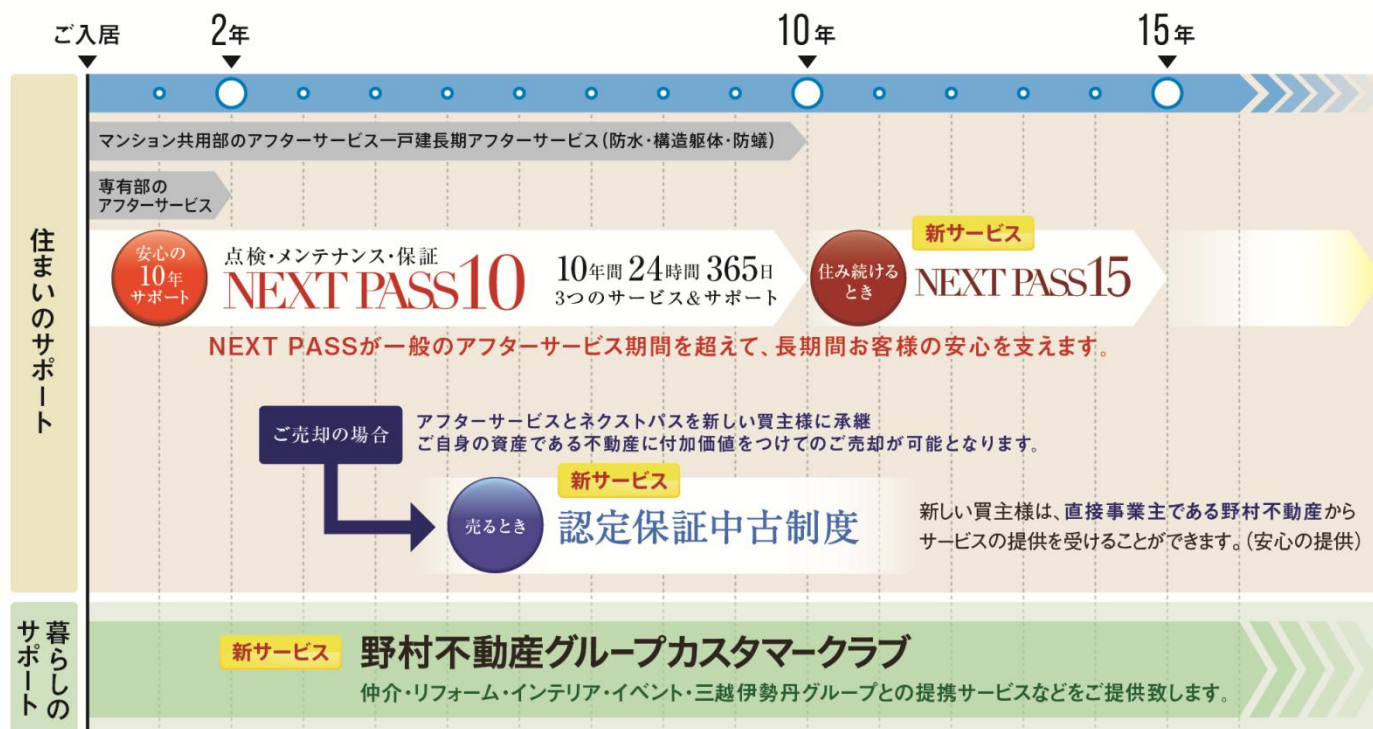 ご入居
2年
10年
15年
マンション共用部のアフターサービス━戸建長期アフターサービス(防水・構造躯体・防蟻)
専有部の
アフターサービス
住まいのサポート
安心の
10年
サポート
点検・メンテナンス・保証
NEXT PASS10
10年間24時間365日
3つのサービス&サポート
住み続ける
とき
新サービス
NEXT PASS15
NEXT PASSが一般のアフターサービス期間を超えて、長期間お客様の安心を支えます。
ご売却の場合
アフターサービスとネクストパスを新しい買主様に承継
ご自身の資産である不動産に付加価値をつけてのご売却が可能となります。
売るとき
新サービス
認定保証中古制度
新しい買主様は、直接事業主である野村不動産から
サービスの提供を受けることができます。(安心の提供)
暮らしの
サポート
新サービス
野村不動産グループカスタマークラブ
仲介・リフォーム・インテリア・イベント・三越伊勢丹グループとの提携サービスなどをご提供致します。